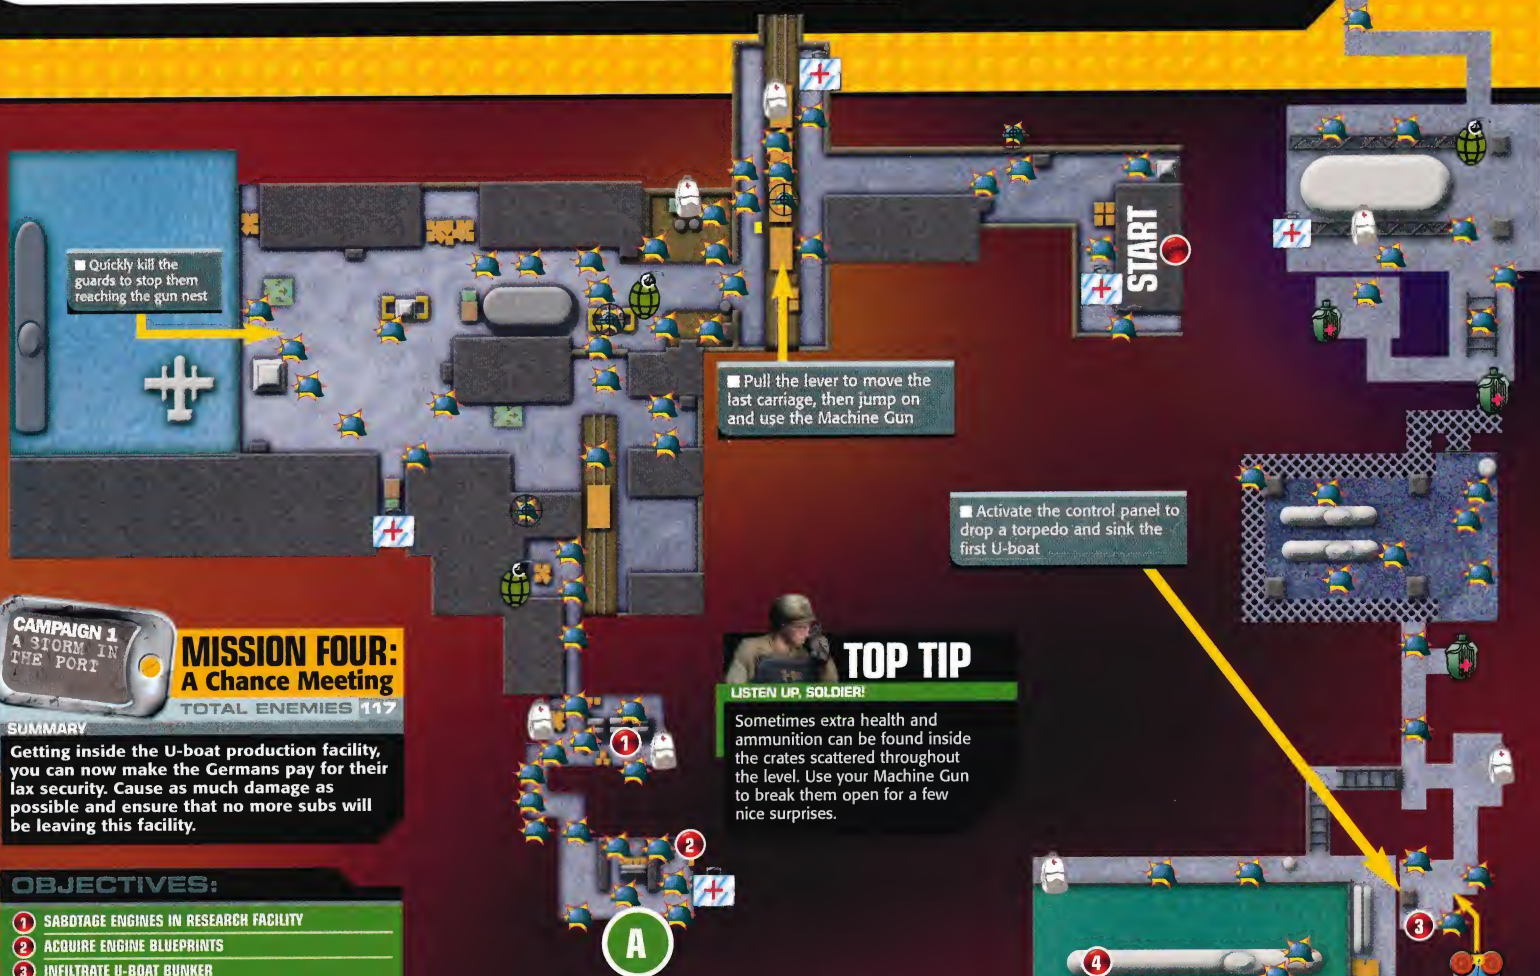 ■ Quickly kill the
guards to stop them
reaching the gun nest
START
■ Pull the lever to move the
last carriage, then jump on
and use the Machine Gun
■ Activate the control panel to
drop a torpedo and sink the
first U-boat
CAMPAIGN 1
A STORM IN
THE PORT
MISSION FOUR:
A Chance Meeting
TOTAL ENEMIES 117
SUMMARY
Getting inside the U-boat production facility,
you can now make the Germans pay for their
lax security. Cause as much damage as
possible and ensure that no more subs will
be leaving this facility.
OBJECTIVES:
1 SABOTAGE ENGINES IN RESEARCH FACILITY
2 ACQUIRE ENGINE BLUEPRINTS
3 INFILTRATE U-BOAT BUNKER
TOP TIP
LISTEN UP, SOLDIER!
Sometimes extra health and
ammunition can be found inside
the crates scattered throughout
the level. Use your Machine Gun
to break them open for a few
nice surprises.
1
2
A
3
4